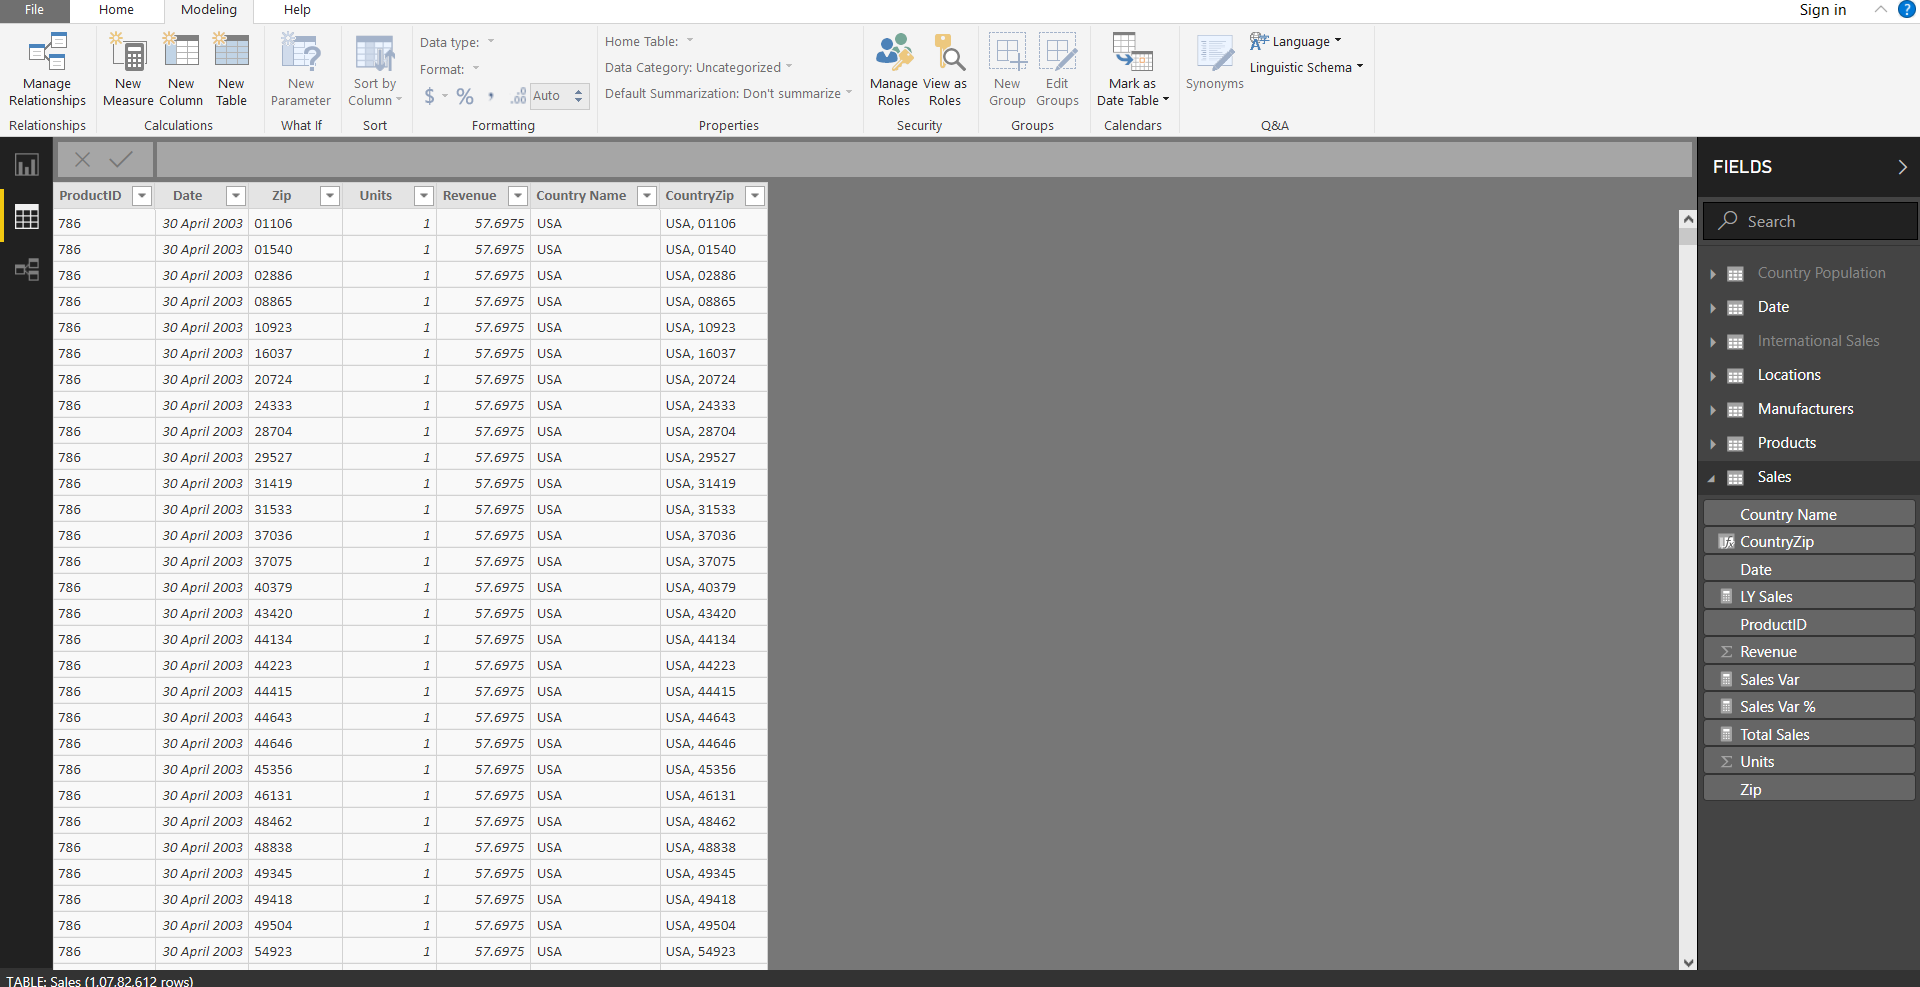 File Home Modeling Help Sign in ?
Manage Relationships
New Measure
New Column
New Table
New Parameter
Sort by Column
Data type:
Format:
$ % , .00 Auto
Home Table:
Data Category: Uncategorized
Default Summarization: Don't summarize
Manage Roles
View as Roles
New Group
Edit Groups
Mark as Date Table
Synonyms
Language
Linguistic Schema
Relationships Calculations What If Sort Formatting Properties Security Groups Calendars Q&A
ProductID Date Zip Units Revenue Country Name CountryZip
786 30 April 2003 01106 1 57.6975 USA USA, 01106
786 30 April 2003 01540 1 57.6975 USA USA, 01540
786 30 April 2003 02886 1 57.6975 USA USA, 02886
786 30 April 2003 08865 1 57.6975 USA USA, 08865
786 30 April 2003 10923 1 57.6975 USA USA, 10923
786 30 April 2003 16037 1 57.6975 USA USA, 16037
786 30 April 2003 20724 1 57.6975 USA USA, 20724
786 30 April 2003 24333 1 57.6975 USA USA, 24333
786 30 April 2003 28704 1 57.6975 USA USA, 28704
786 30 April 2003 29527 1 57.6975 USA USA, 29527
786 30 April 2003 31419 1 57.6975 USA USA, 31419
786 30 April 2003 31533 1 57.6975 USA USA, 31533
786 30 April 2003 37036 1 57.6975 USA USA, 37036
786 30 April 2003 37075 1 57.6975 USA USA, 37075
786 30 April 2003 40379 1 57.6975 USA USA, 40379
786 30 April 2003 43420 1 57.6975 USA USA, 43420
786 30 April 2003 44134 1 57.6975 USA USA, 44134
786 30 April 2003 44223 1 57.6975 USA USA, 44223
786 30 April 2003 44415 1 57.6975 USA USA, 44415
786 30 April 2003 44643 1 57.6975 USA USA, 44643
786 30 April 2003 44646 1 57.6975 USA USA, 44646
786 30 April 2003 45356 1 57.6975 USA USA, 45356
786 30 April 2003 46131 1 57.6975 USA USA, 46131
786 30 April 2003 48462 1 57.6975 USA USA, 48462
786 30 April 2003 48838 1 57.6975 USA USA, 48838
786 30 April 2003 49345 1 57.6975 USA USA, 49345
786 30 April 2003 49418 1 57.6975 USA USA, 49418
786 30 April 2003 49504 1 57.6975 USA USA, 49504
786 30 April 2003 54923 1 57.6975 USA USA, 54923
FIELDS
Search
Country Population
Date
International Sales
Locations
Manufacturers
Products
Sales
Country Name
CountryZip
Date
LY Sales
ProductID
Σ Revenue
Sales Var
Sales Var %
Total Sales
Σ Units
Zip
TABLE: Sales (1,07,82,612 rows)